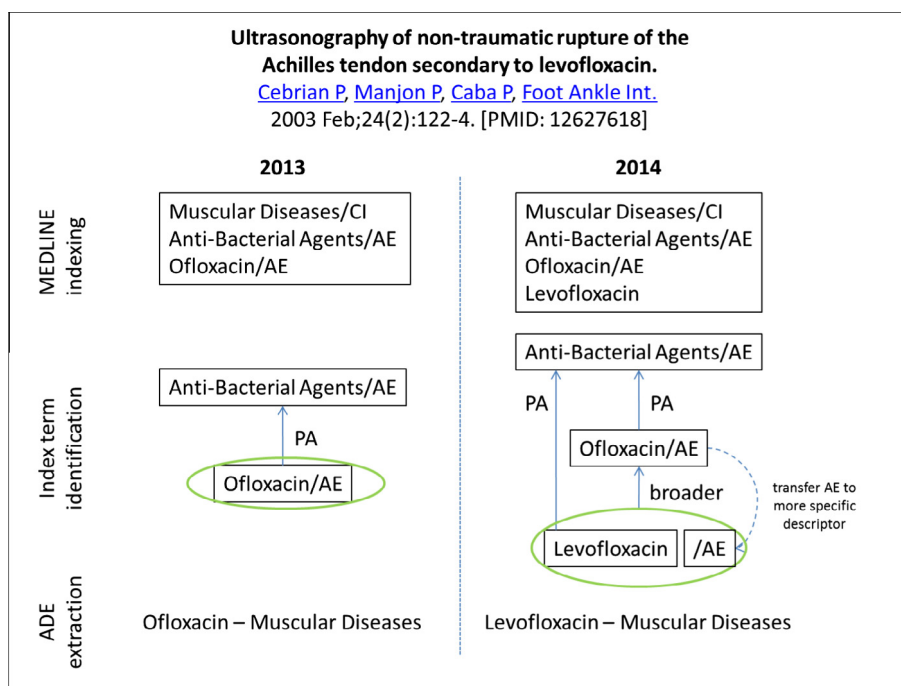 Ultrasonography of non-traumatic rupture of the
Achilles tendon secondary to levofloxacin.
Cebrian P, Manjon P, Caba P, Foot Ankle Int.
2003 Feb;24(2):122-4. [PMID: 12627618]
2013
2014
MEDLINE
indexing
Muscular Diseases/CI
Anti-Bacterial Agents/AE
Ofloxacin/AE
Muscular Diseases/CI
Anti-Bacterial Agents/AE
Ofloxacin/AE
Levofloxacin
Index term
identification
Anti-Bacterial Agents/AE
PA
Ofloxacin/AE
Anti-Bacterial Agents/AE
PA
PA
Ofloxacin/AE
broader
transfer AE to
more specific
descriptor
Levofloxacin
/AE
ADE
extraction
Ofloxacin – Muscular Diseases
Levofloxacin – Muscular Diseases